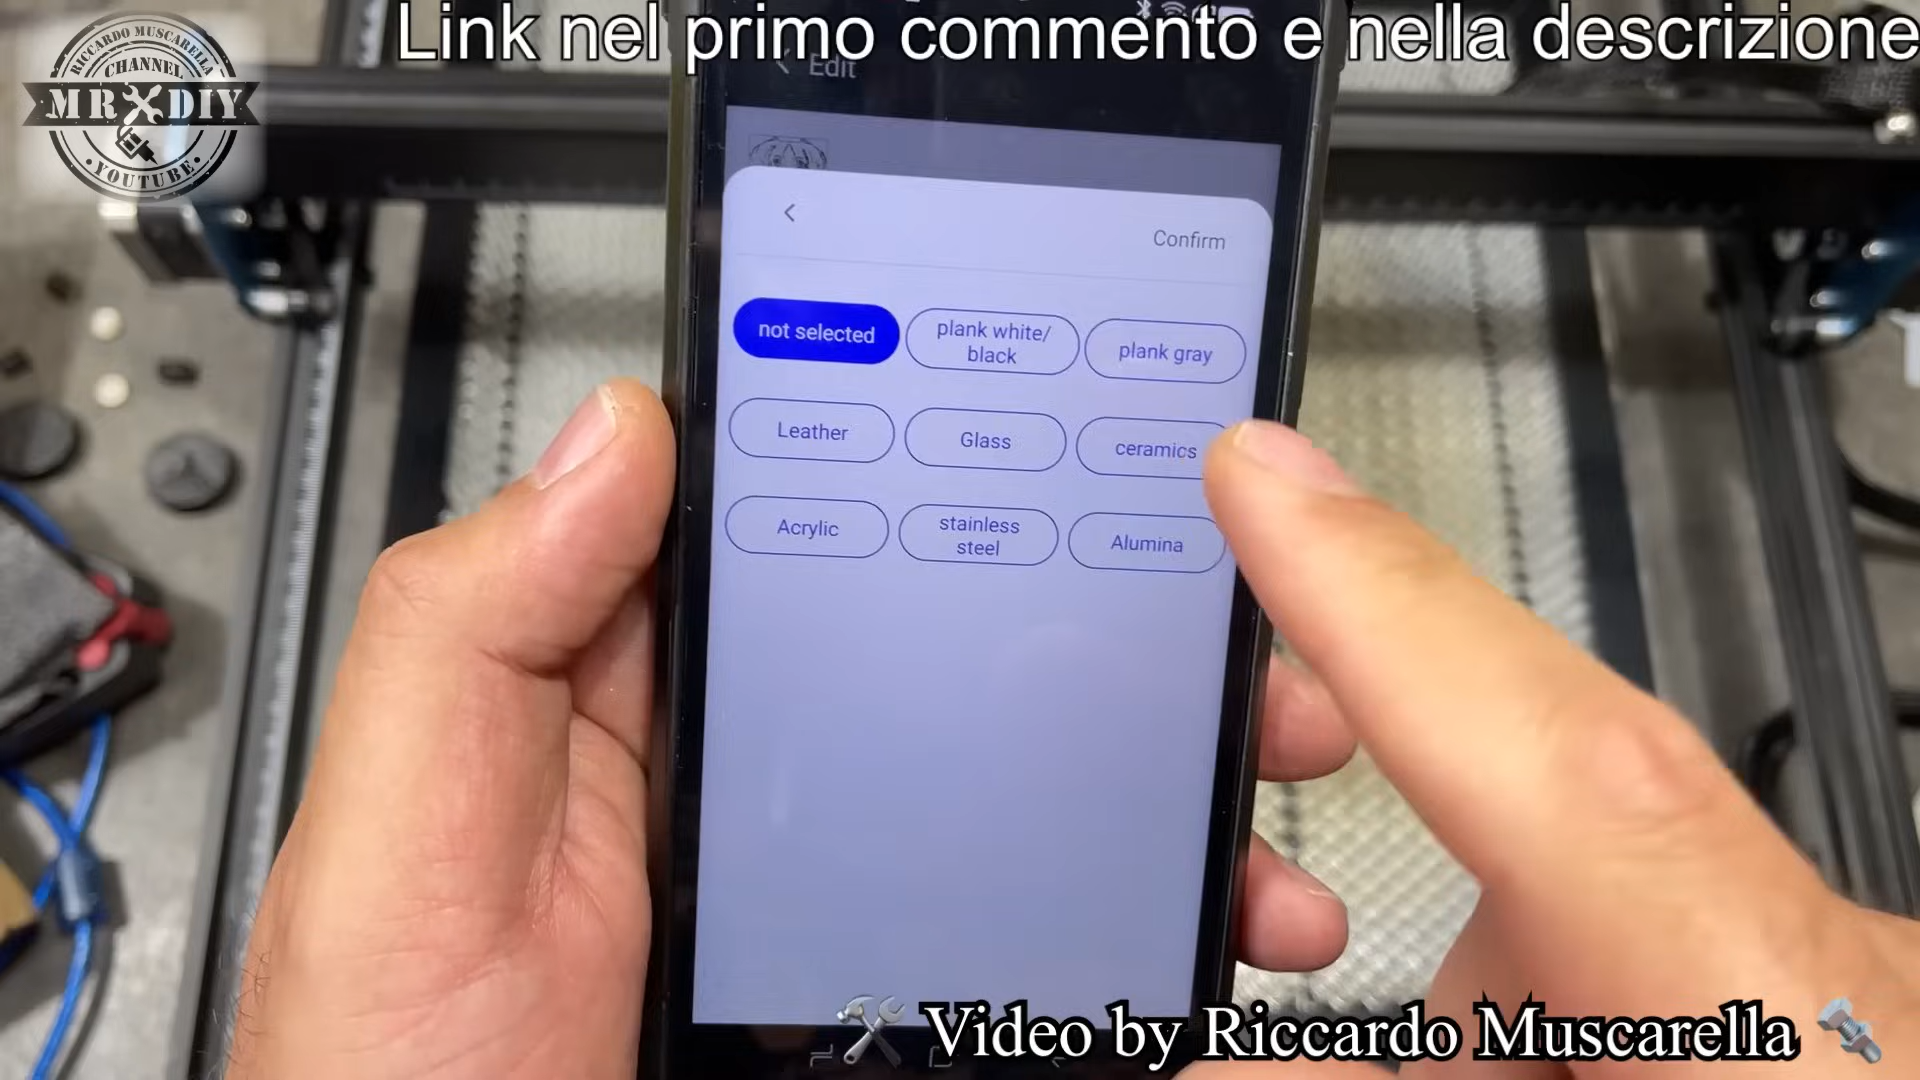 Link nel primo commento e nella descrizione
RICCARDO MUSCARELLA
CHANNEL
MR DIY
YOUTUBE
Edit
Confirm
not selected
plank white/
black
plank gray
Leather
Glass
ceramics
Acrylic
stainless
steel
Alumina
Video by Riccardo Muscarella